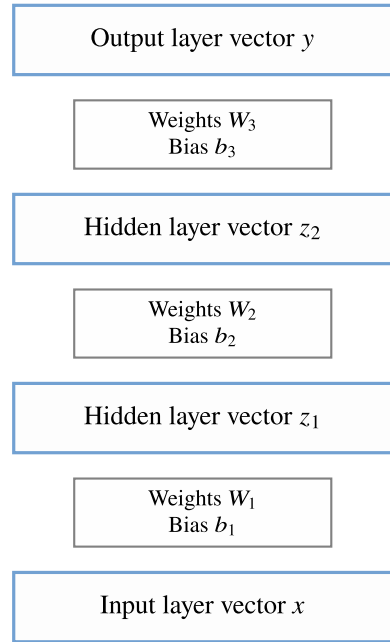 Output layer vector y
Weights W₃
Bias b₃
Hidden layer vector z₂
Weights W₂
Bias b₂
Hidden layer vector z₁
Weights W₁
Bias b₁
Input layer vector x